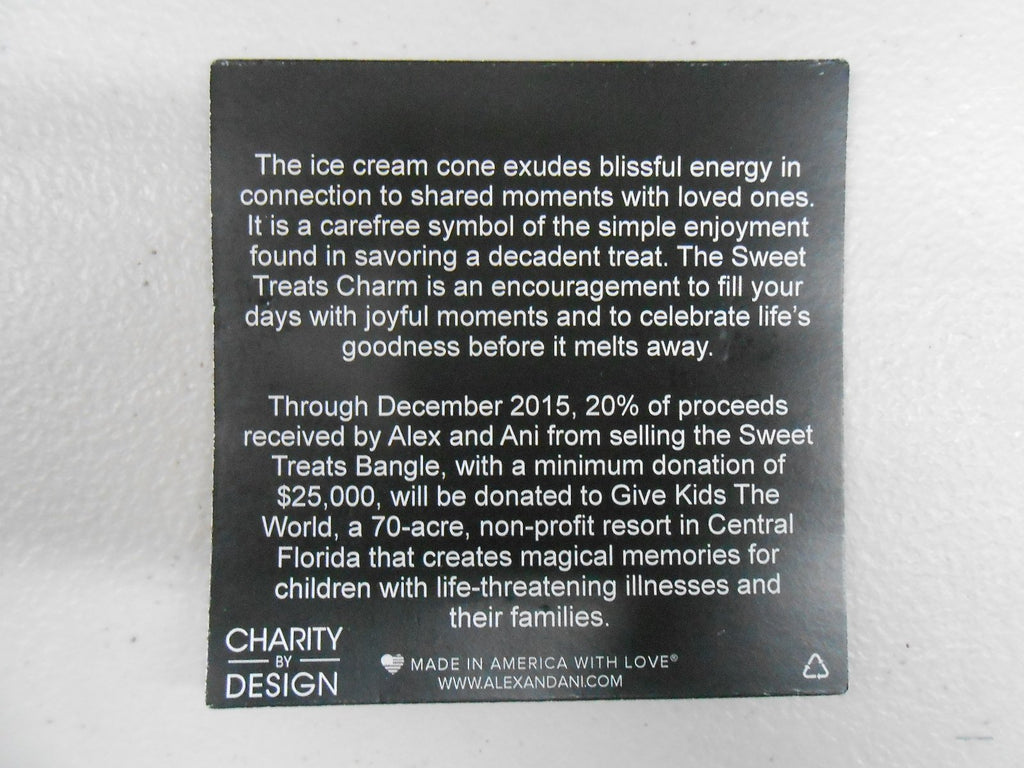 The ice cream cone exudes blissful energy in
connection to shared moments with loved ones.
It is a carefree symbol of the simple enjoyment
found in savoring a decadent treat. The Sweet
Treats Charm is an encouragement to fill your
days with joyful moments and to celebrate life's
goodness before it melts away.
Through December 2015, 20% of proceeds
received by Alex and Ani from selling the Sweet
Treats Bangle, with a minimum donation of
$25,000, will be donated to Give Kids The
World, a 70-acre, non-profit resort in Central
Florida that creates magical memories for
children with life-threatening illnesses and
their families.
CHARITY
BY
DESIGN
MADE IN AMERICA WITH LOVE®
WWW.ALEXANDANI.COM